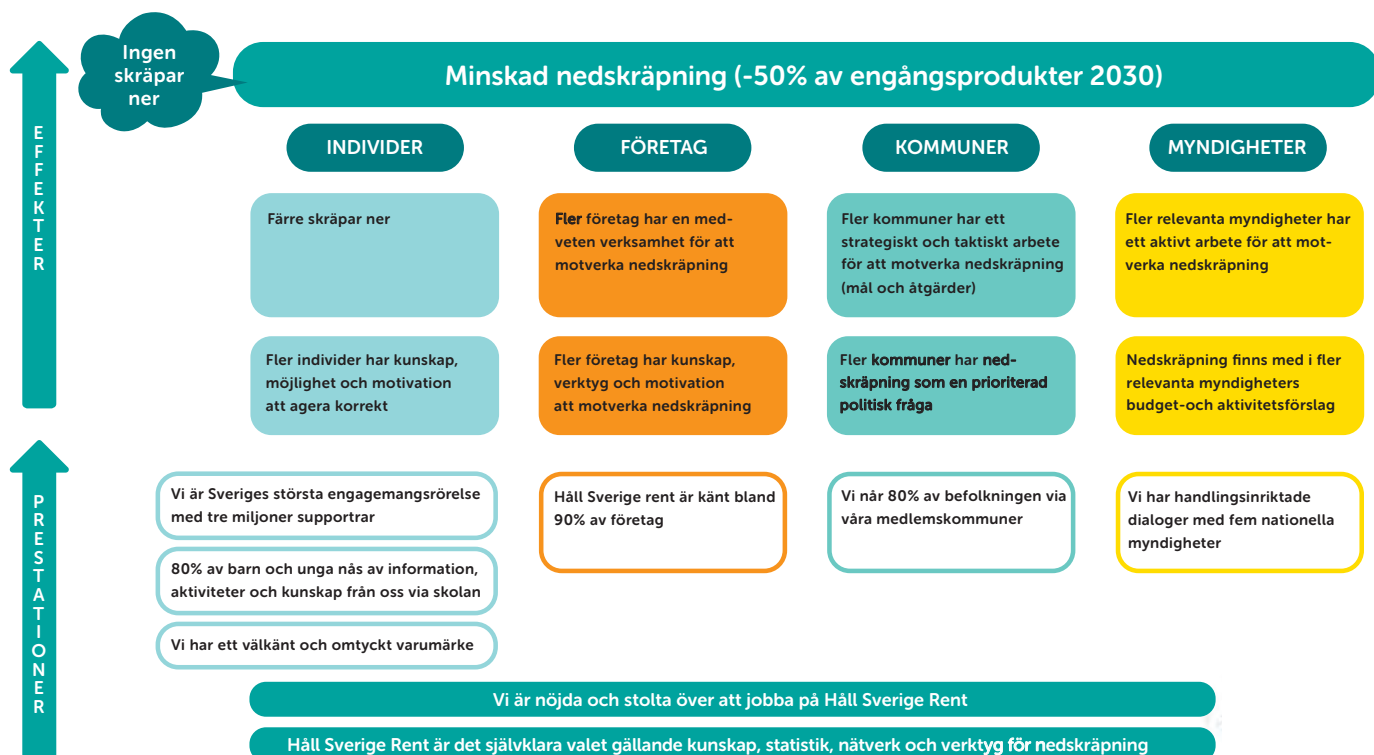 Ingen
skräpar
ner
Minskad nedskräpning (-50% av engångsprodukter 2030)
EFFEKTER
INDIVIDER
FÖRETAG
KOMMUNER
MYNDIGHETER
Färre skräpar ner
Fler företag har en med-
veten verksamhet för att
motverka nedskräpning
Fler kommuner har ett
strategiskt och taktiskt arbete
för att motverka nedskräpning
(mål och åtgärder)
Fler relevanta myndigheter har
ett aktivt arbete för att mot-
verka nedskräpning
Fler individer har kunskap,
möjlighet och motivation
att agera korrekt
Fler företag har kunskap,
verktyg och motivation
att motverka nedskräpning
Fler kommuner har ned-
skräpning som en prioriterad
politisk fråga
Nedskräpning finns med i fler
relevanta myndigheters
budget-och aktivitetsförslag
PRESTATIONER
Vi är Sveriges största engagemangsrörelse
med tre miljoner supportrar
80% av barn och unga nås av information,
aktiviteter och kunskap från oss via skolan
Vi har ett välkänt och omtyckt varumärke
Håll Sverige rent är känt bland
90% av företag
Vi når 80% av befolkningen via
våra medlemskommuner
Vi har handlingsinriktade
dialoger med fem nationella
myndigheter
Vi är nöjda och stolta över att jobba på Håll Sverige Rent
Håll Sverige Rent är det självklara valet gällande kunskap, statistik, nätverk och verktyg för nedskräpning